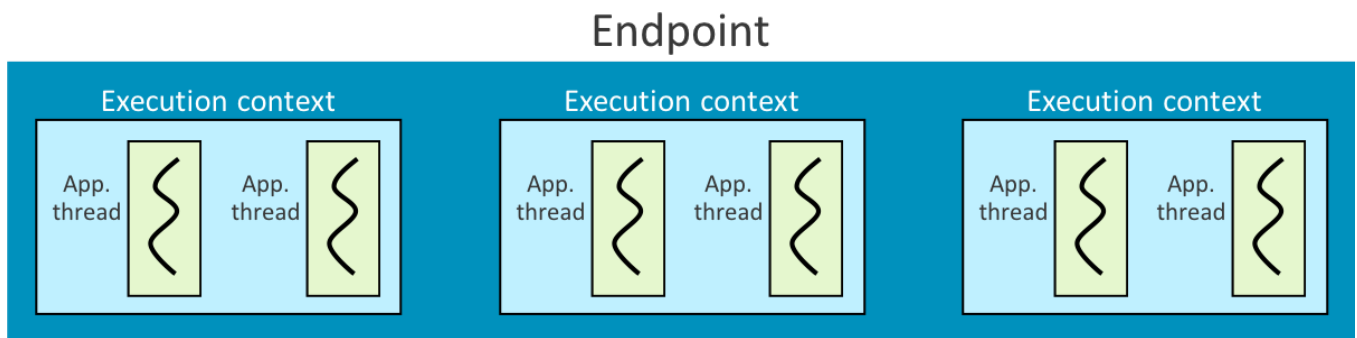 Endpoint
Execution context
App.
thread
App.
thread
Execution context
App.
thread
App.
thread
Execution context
App.
thread
App.
thread